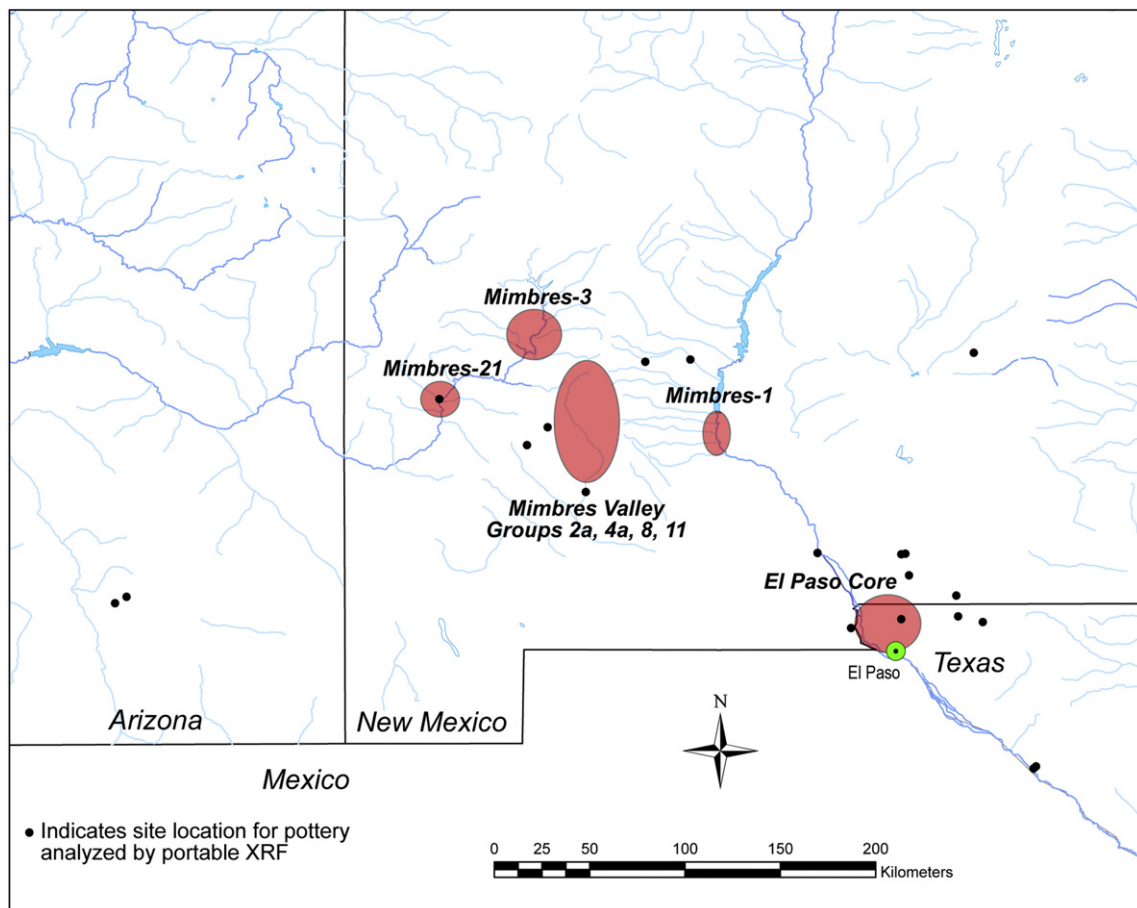 Mimbres-3
Mimbres-21
Mimbres-1
Mimbres Valley
Groups 2a, 4a, 8, 11
El Paso Core
El Paso
Texas
Arizona
New Mexico
N
Mexico
Indicates site location for pottery
analyzed by portable XRF
0 25 50 100 150 200
Kilometers